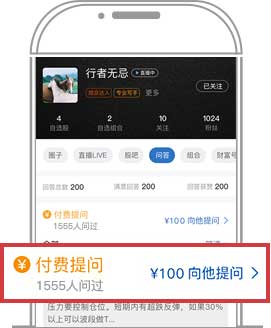 行者无忌 直播中
专业写手 更多
已关注
4 2 10 1024
自选股 自选组合 关注 粉丝
圈子 直播LIVE 股吧 问答 组合 财富号
回答总数 200 满意回答 200 回答获赞 200
付费提问
1555人问过
¥100 向他提问 >
付费提问
1555人问过
¥100 向他提问 >
压力要控制仓位。短期内有超跌反弹，如果30%
以上可以波段做T...